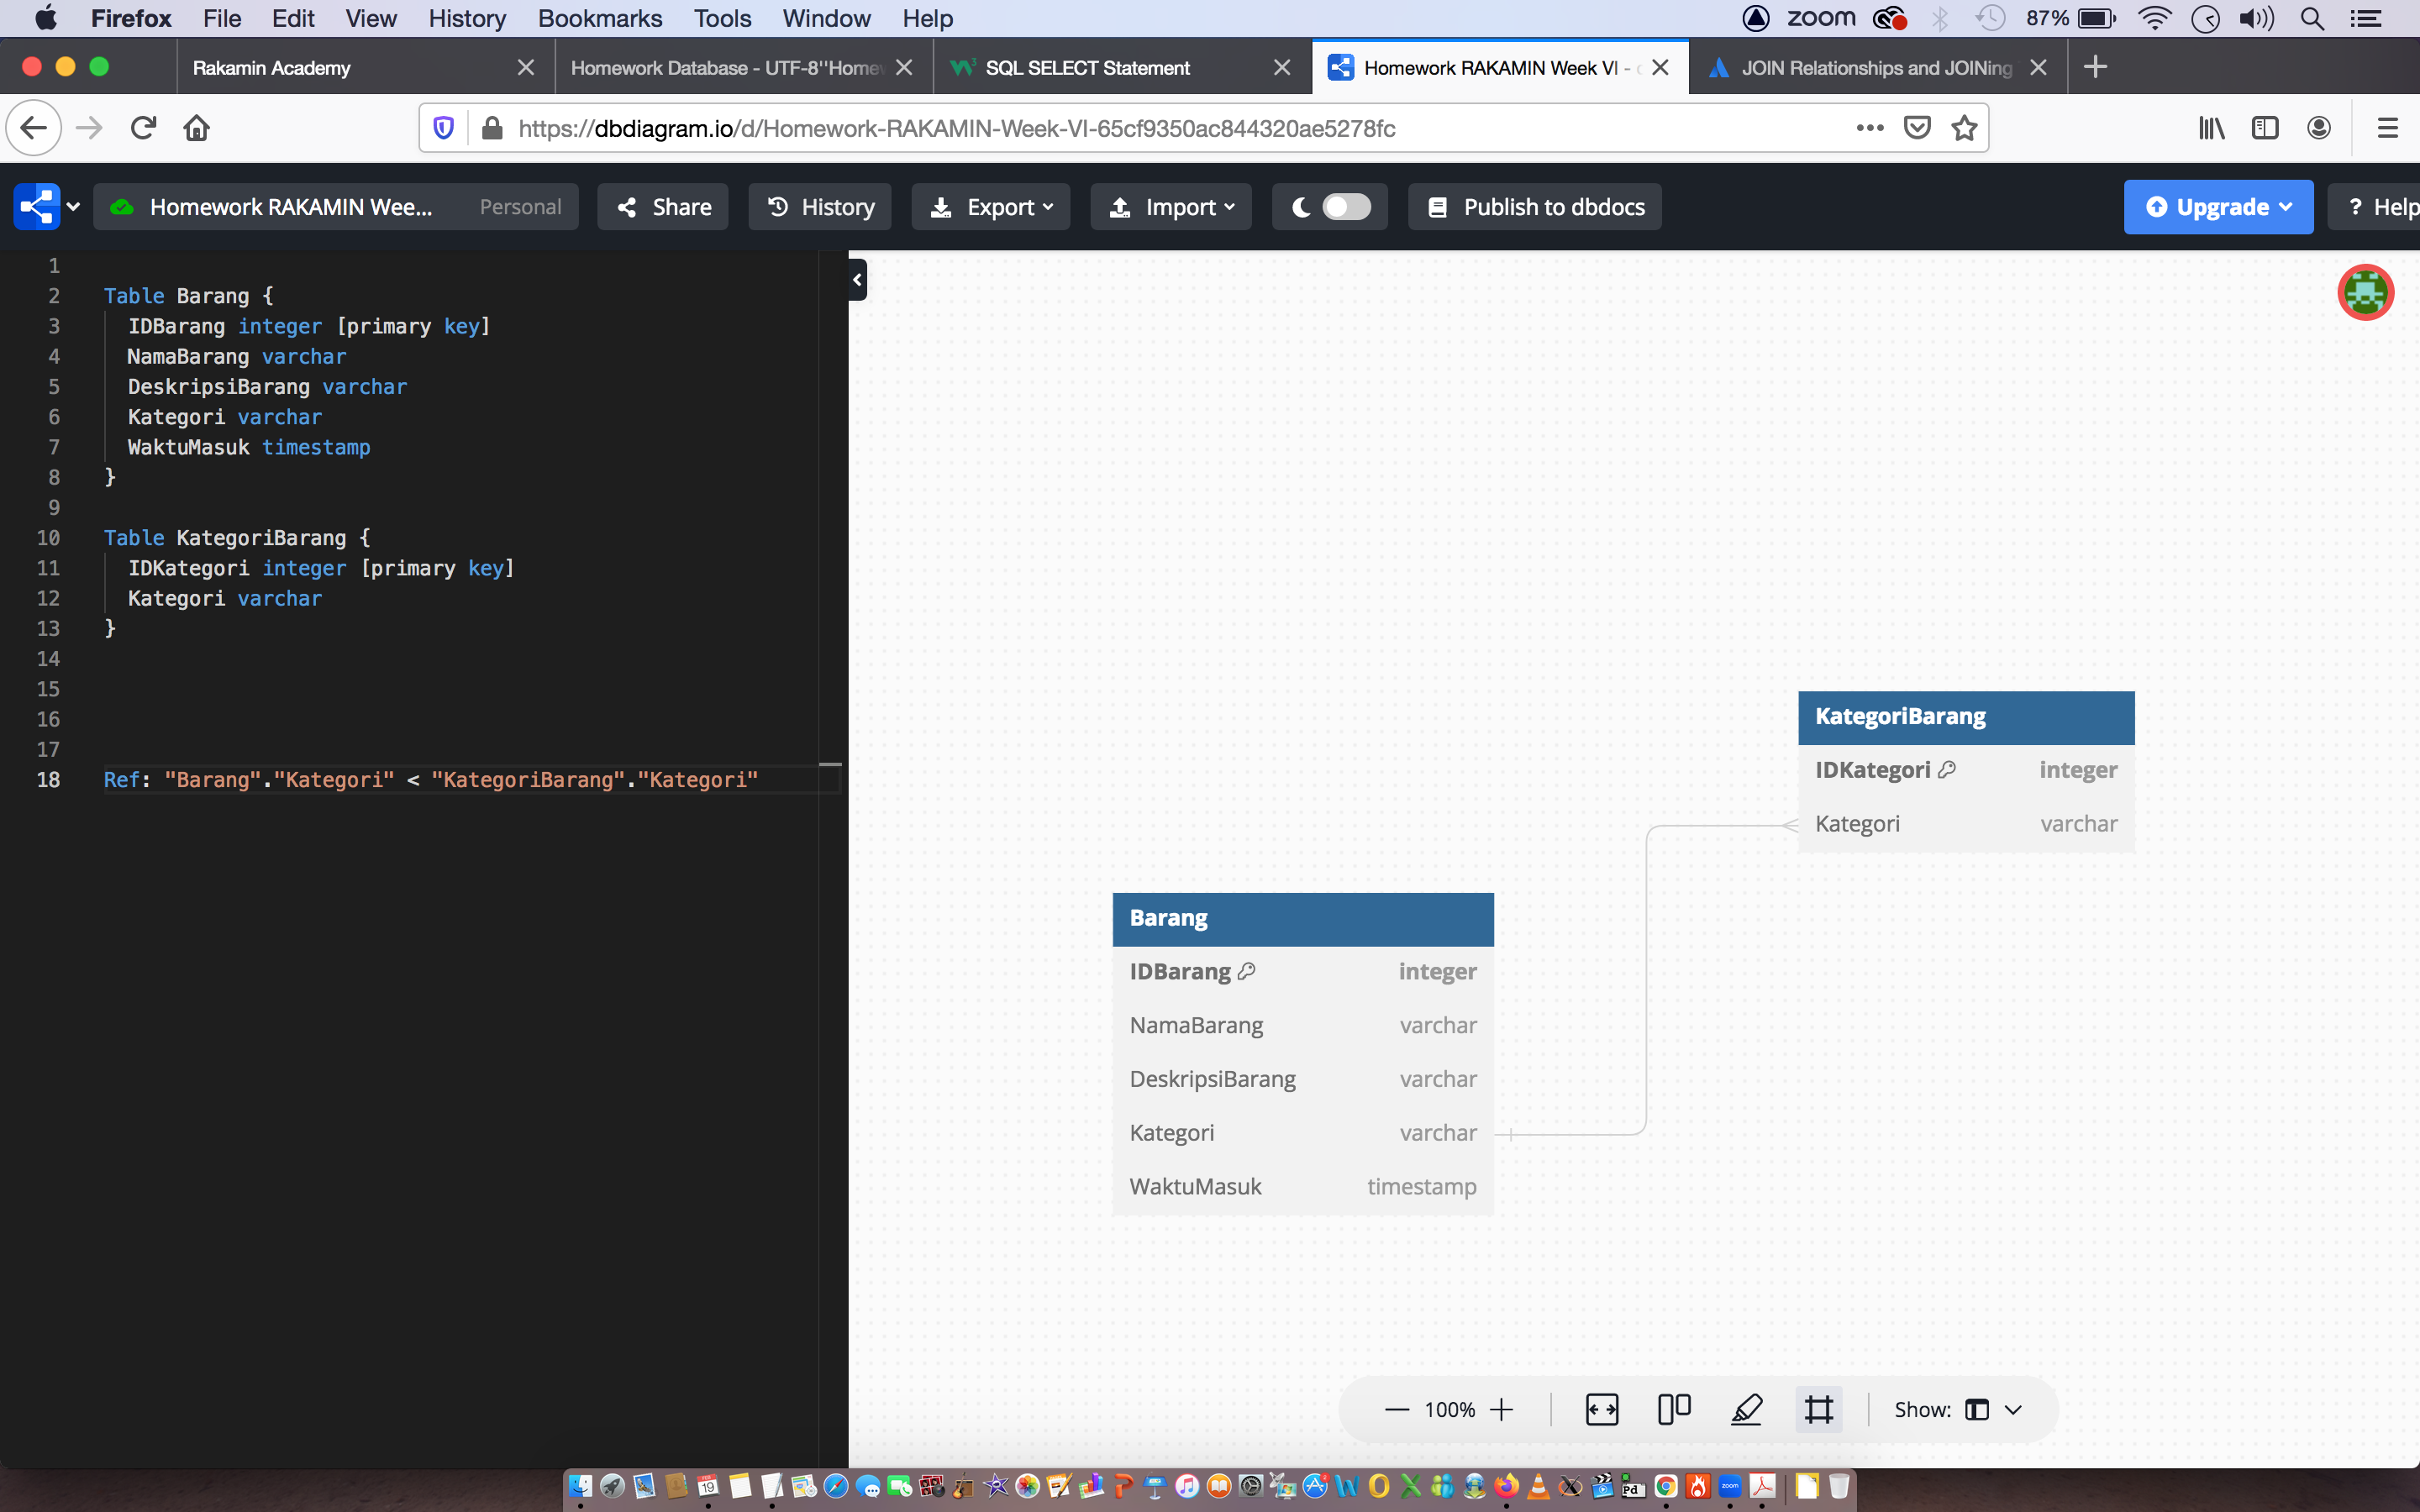 Firefox File Edit View History Bookmarks Tools Window Help zoom 87%
Rakamin Academy
Homework Database - UTF-8''Homew
SQL SELECT Statement
Homework RAKAMIN Week VI -
JOIN Relationships and JOINing
https://dbdiagram.io/d/Homework-RAKAMIN-Week-VI-65cf9350ac844320ae5278fc
Homework RAKAMIN Wee... Personal Share History Export Import Publish to dbdocs Upgrade ? Help
1
2 Table Barang {
3 IDBarang integer [primary key]
4 NamaBarang varchar
5 DeskripsiBarang varchar
6 Kategori varchar
7 WaktuMasuk timestamp
8 }
9
10 Table KategoriBarang {
11 IDKategori integer [primary key]
12 Kategori varchar
13 }
14
15
16
17
18 Ref: "Barang"."Kategori" < "KategoriBarang"."Kategori"
KategoriBarang
IDKategori integer
Kategori varchar
Barang
IDBarang integer
NamaBarang varchar
DeskripsiBarang varchar
Kategori varchar
WaktuMasuk timestamp
100% Show:
19
Pd
zoom